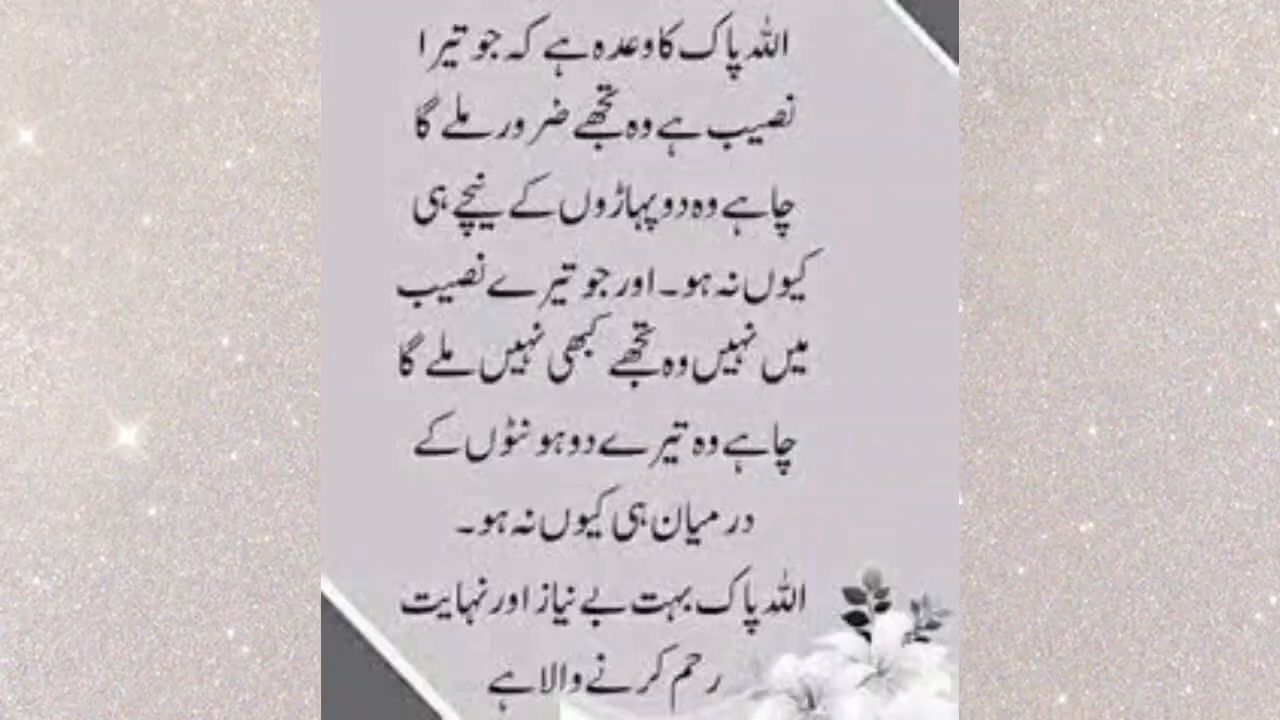 اللہ پاک کا وعدہ ہے کہ جو تیرا
نصیب ہے وہ تجھے ضرور ملے گا
چاہے وہ دو پہاڑوں کے نیچے ہی
کیوں نہ ہو۔ اور جو تیرے نصیب
میں نہیں وہ تجھے کبھی نہیں ملے گا
چاہے وہ تیرے دو ہونٹوں کے
درمیان ہی کیوں نہ ہو۔
اللہ پاک بہت بے نیاز اور نہایت
رحم کرنے والا ہے